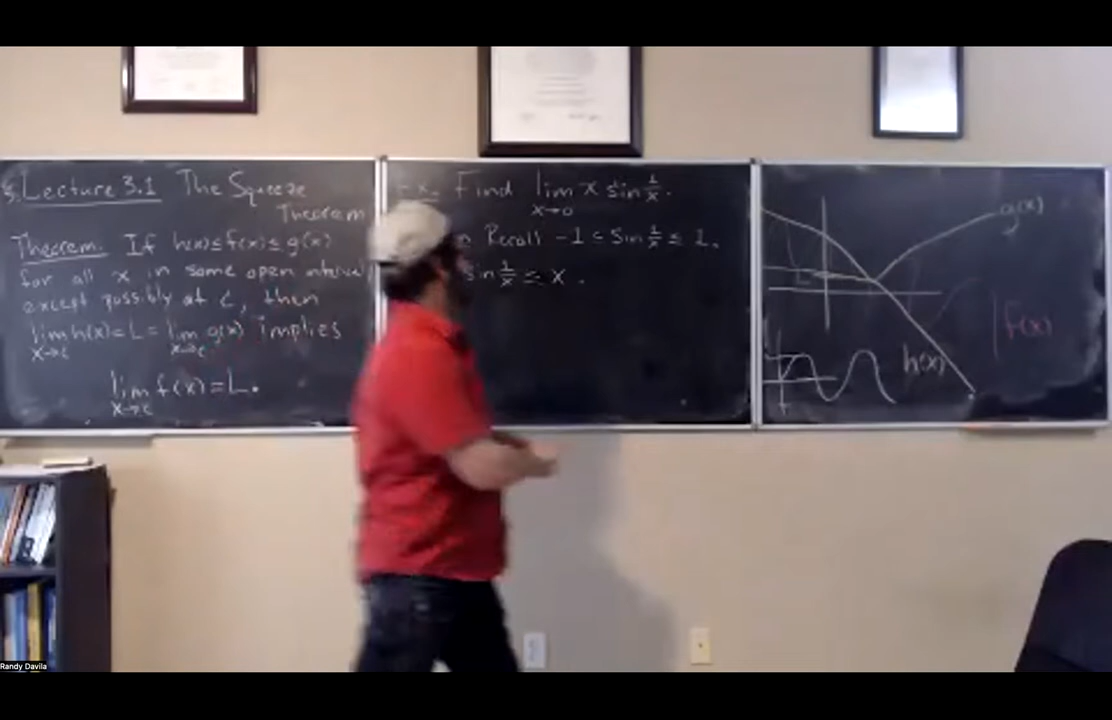 Lecture 3.1 The Squeeze
Theorem
Theorem. If h(x) ≤ f(x) ≤ g(x)
for all x in some open interval
except possibly at c, then
lim h(x) = L = lim g(x) implies
x→c x→c
lim f(x) = L.
x→c
Ex. Find lim x sin 1/x.
x→0
Recall -1 ≤ Sin 1/x ≤ 1.
sin 1/x ≤ x.
g(x)
f(x)
h(x)
Randy Davila